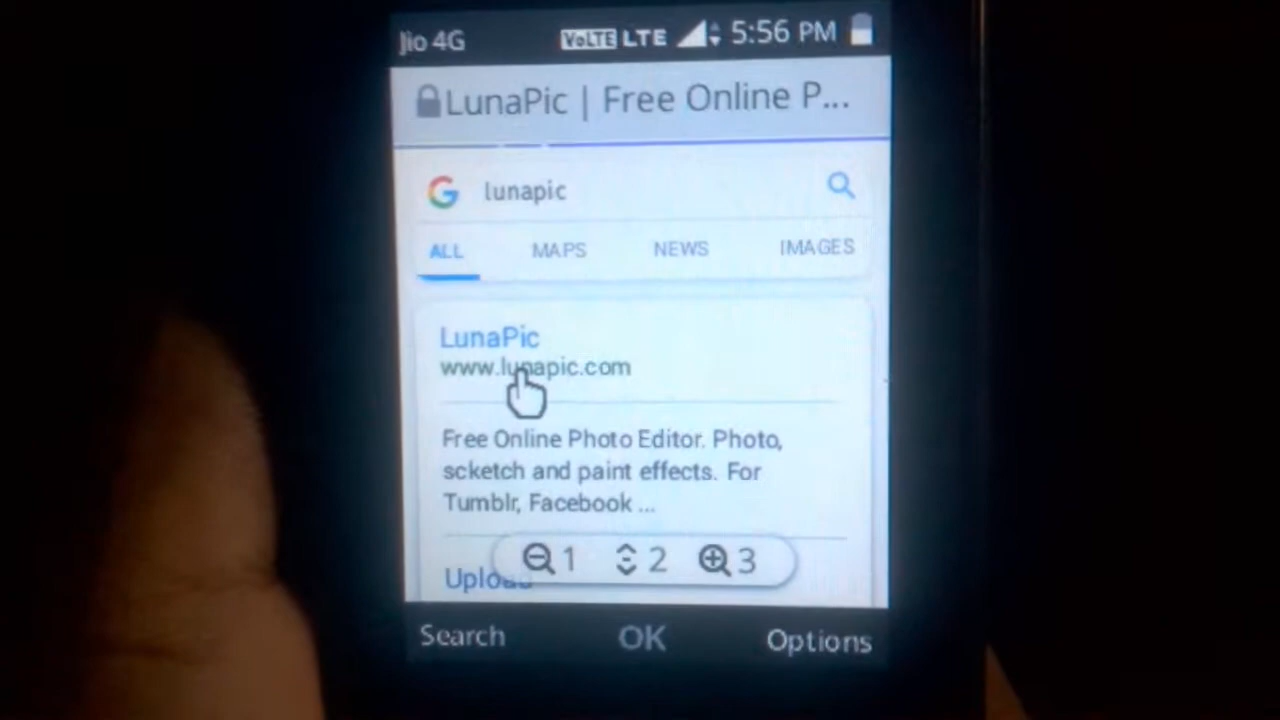 Jio 4G VoLTE LTE 5:56 PM
LunaPic | Free Online P...
lunapic
ALL MAPS NEWS IMAGES
LunaPic
www.lunapic.com
Free Online Photo Editor. Photo,
scketch and paint effects. For
Tumblr, Facebook ...
1 2 3
Upload
Search OK Options